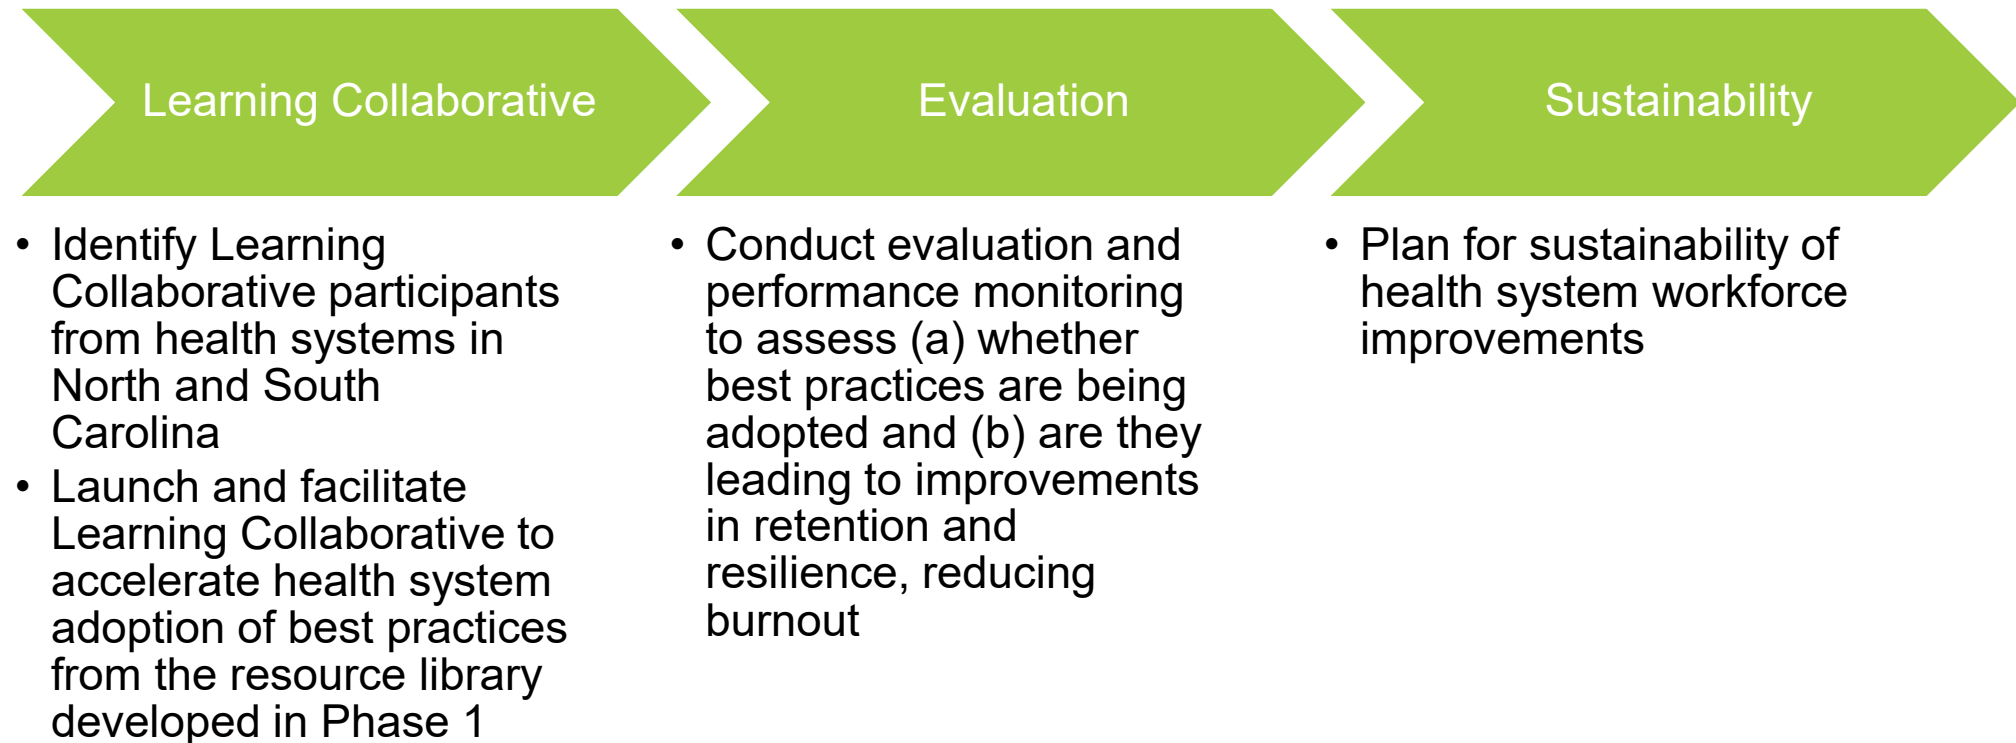 Learning Collaborative
• Identify Learning
Collaborative participants
from health systems in
North and South
Carolina
• Launch and facilitate
Learning Collaborative to
accelerate health system
adoption of best practices
from the resource library
developed in Phase 1
Evaluation
• Conduct evaluation and
performance monitoring
to assess (a) whether
best practices are being
adopted and (b) are they
leading to improvements
in retention and
resilience, reducing
burnout
Sustainability
• Plan for sustainability of
health system workforce
improvements